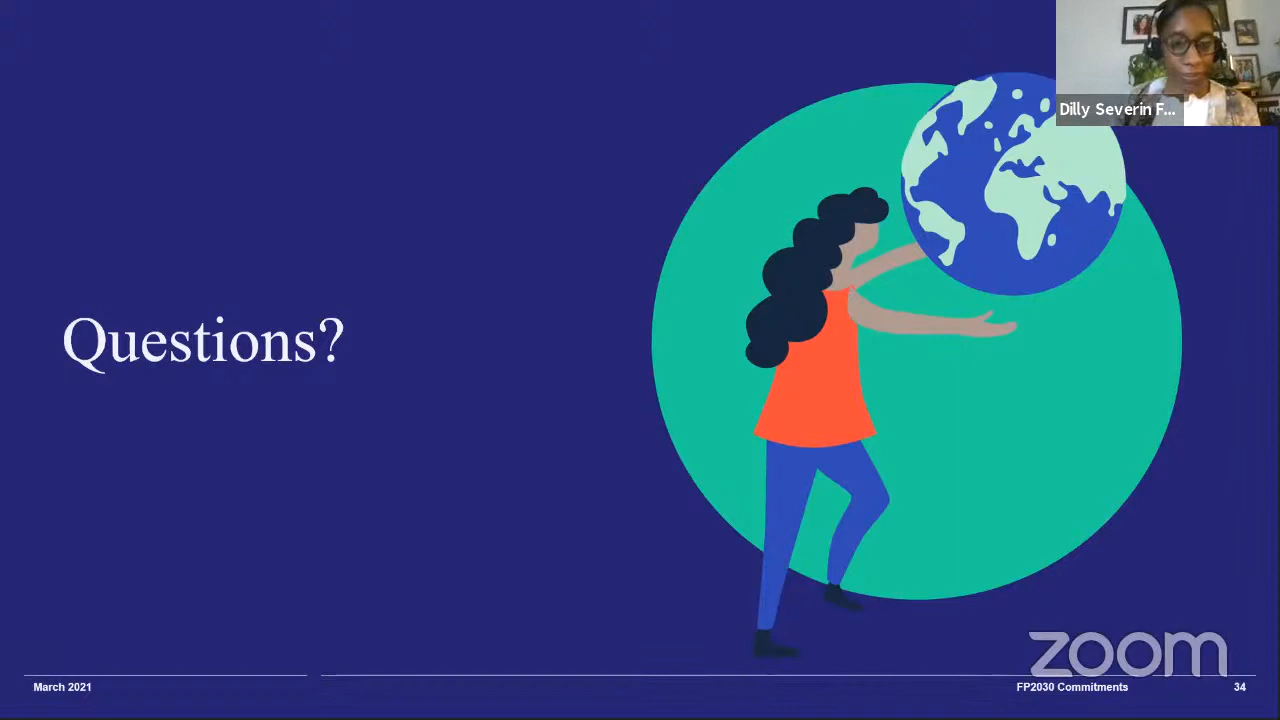 Dilly Severin F...
Questions?
zoom
March 2021
FP2030 Commitments
34